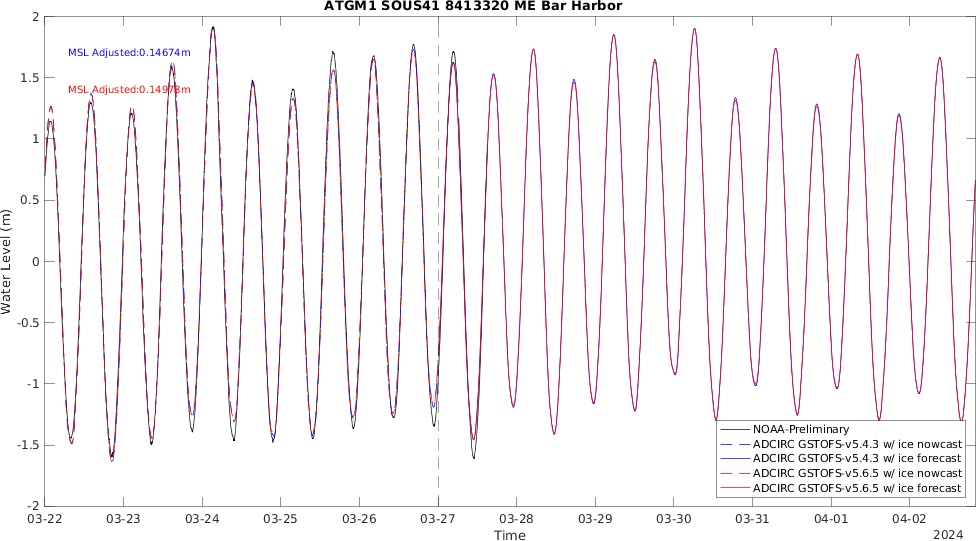 ATGM1 SOUS41 8413320 ME Bar Harbor
2
1.5
1
0.5
0
-0.5
-1
-1.5
-2
Water Level (m)
MSL Adjusted:0.14674m
MSL Adjusted:0.14973m
NOAA-Preliminary
ADCIRC GSTOFS-v5.4.3 w/ ice nowcast
ADCIRC GSTOFS-v5.4.3 w/ ice forecast
ADCIRC GSTOFS-v5.6.5 w/ ice nowcast
ADCIRC GSTOFS-v5.6.5 w/ ice forecast
03-22 03-23 03-24 03-25 03-26 03-27 03-28 03-29 03-30 03-31 04-01 04-02
Time
2024